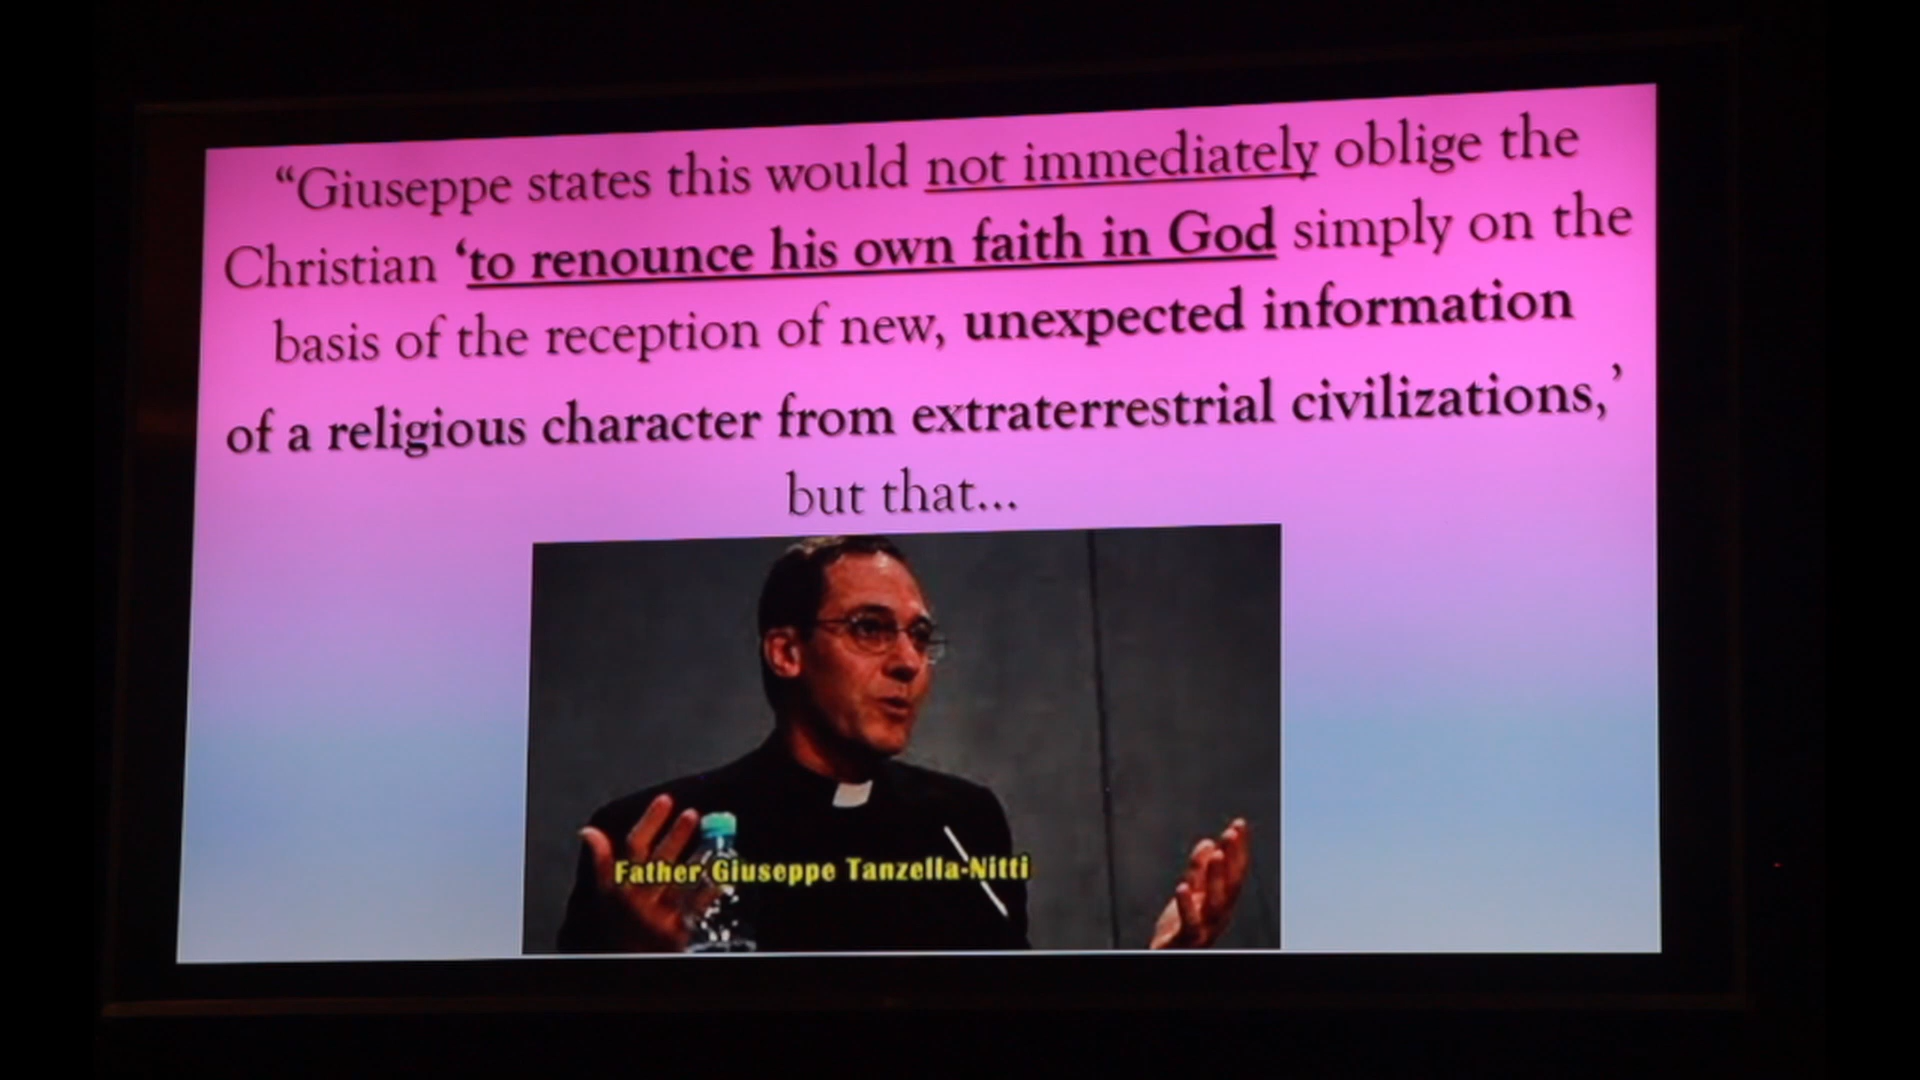 “Giuseppe states this would not immediately oblige the
Christian ‘to renounce his own faith in God simply on the
basis of the reception of new, unexpected information
of a religious character from extraterrestrial civilizations,’
but that...
Father Giuseppe Tanzella-Nitti